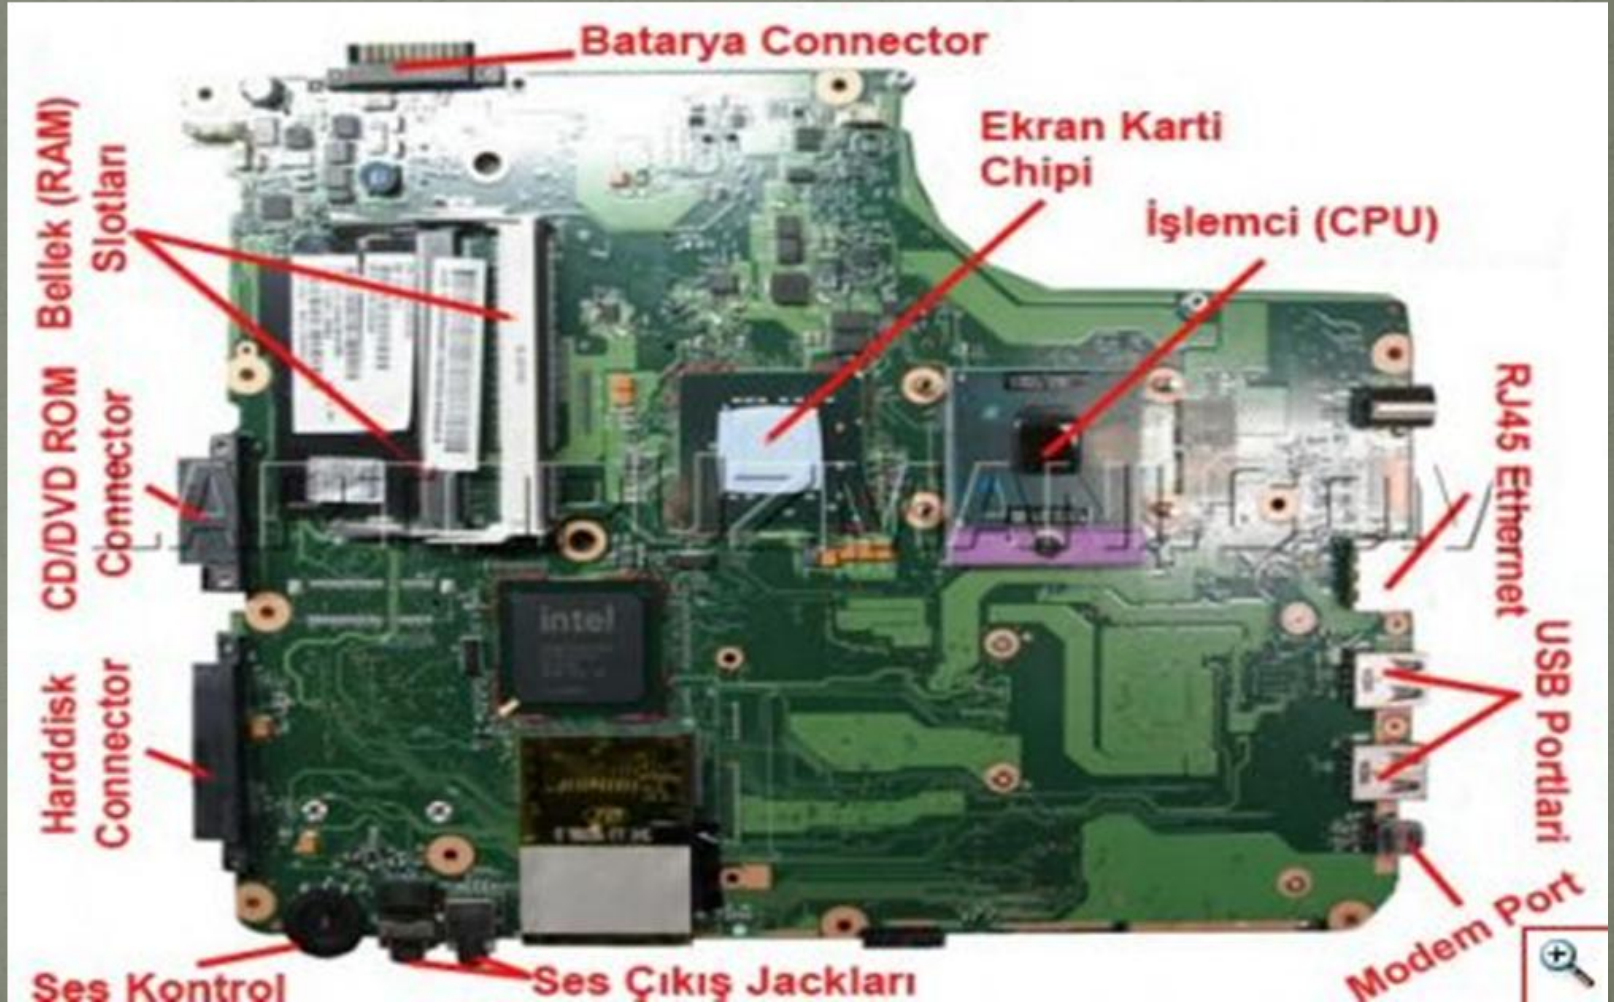 Batarya Connector
Ekran Karti
Chipi
İşlemci (CPU)
Bellek (RAM)
Slotları
CD/DVD ROM
Connector
Harddisk
Connector
RJ45 Ethernet
USB Portlari
Modem Port
Ses Kontrol
Ses Çıkış Jackları
intel
UZMAN